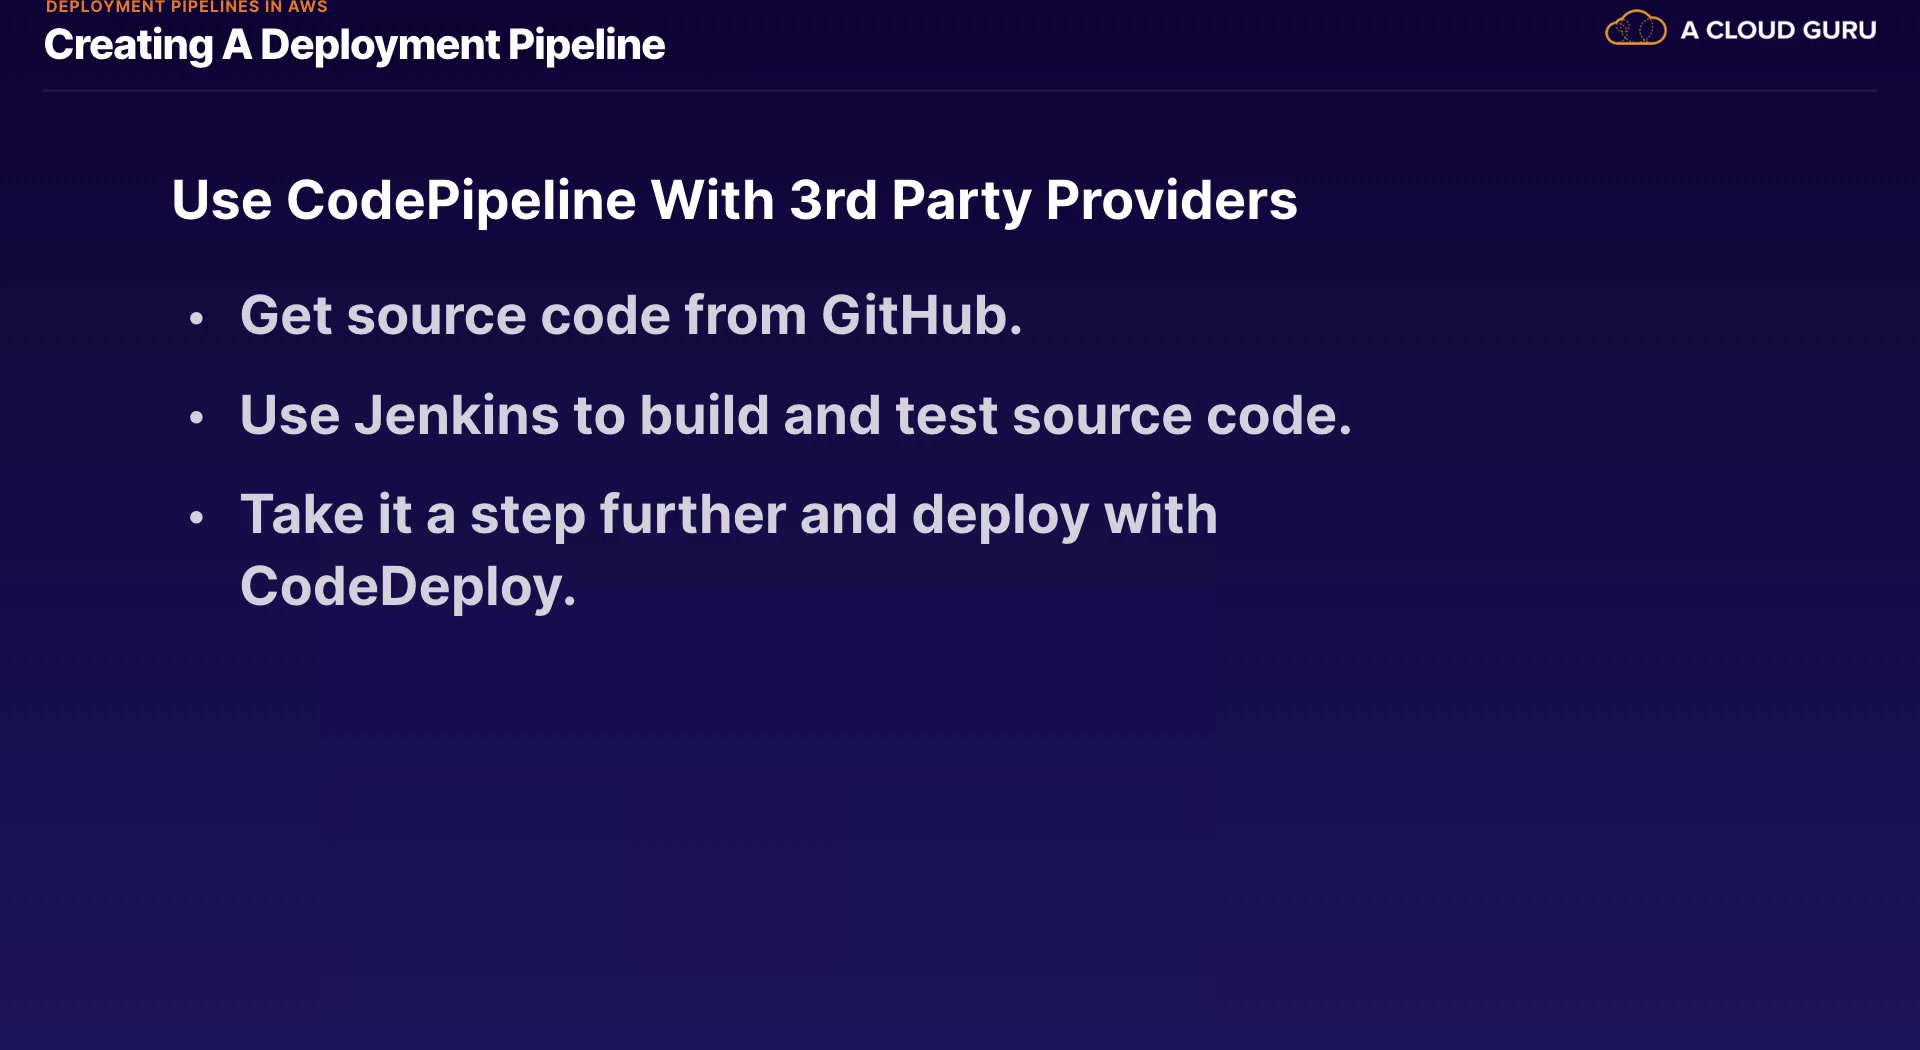 DEPLOYMENT PIPELINES IN AWS
Creating A Deployment Pipeline
A CLOUD GURU
Use CodePipeline With 3rd Party Providers
• Get source code from GitHub.
• Use Jenkins to build and test source code.
• Take it a step further and deploy with
CodeDeploy.